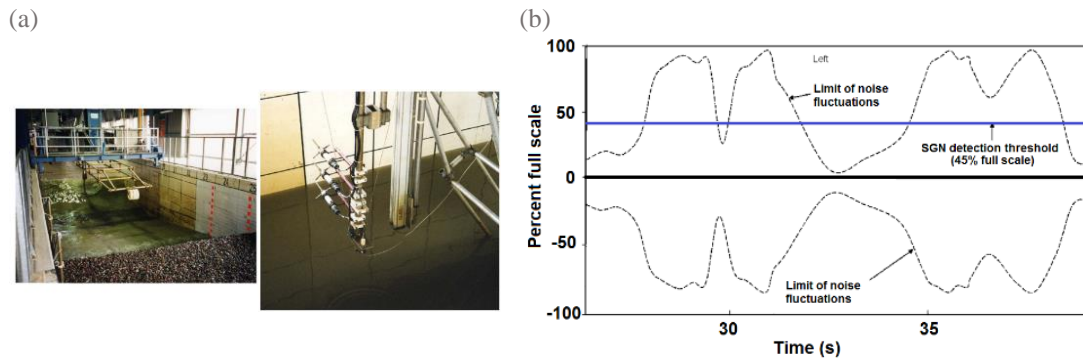 (a)
(b)
100
50
0
-50
-100
Percent full scale
Left
Limit of noise
fluctuations
SGN detection threshold
(45% full scale)
Limit of noise
fluctuations
30
35
Time (s)